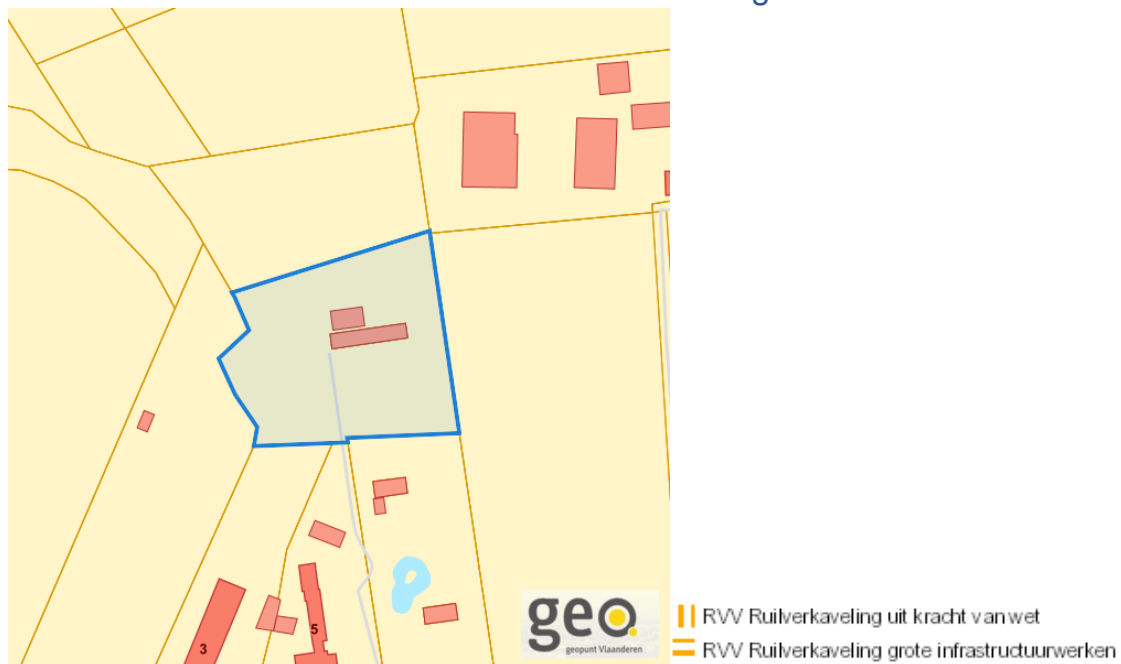 5
3
geo.
geopunt Vlaanderen
RVV Ruilverkaveling uit kracht van wet
RVV Ruilverkaveling grote infrastructuurwerken